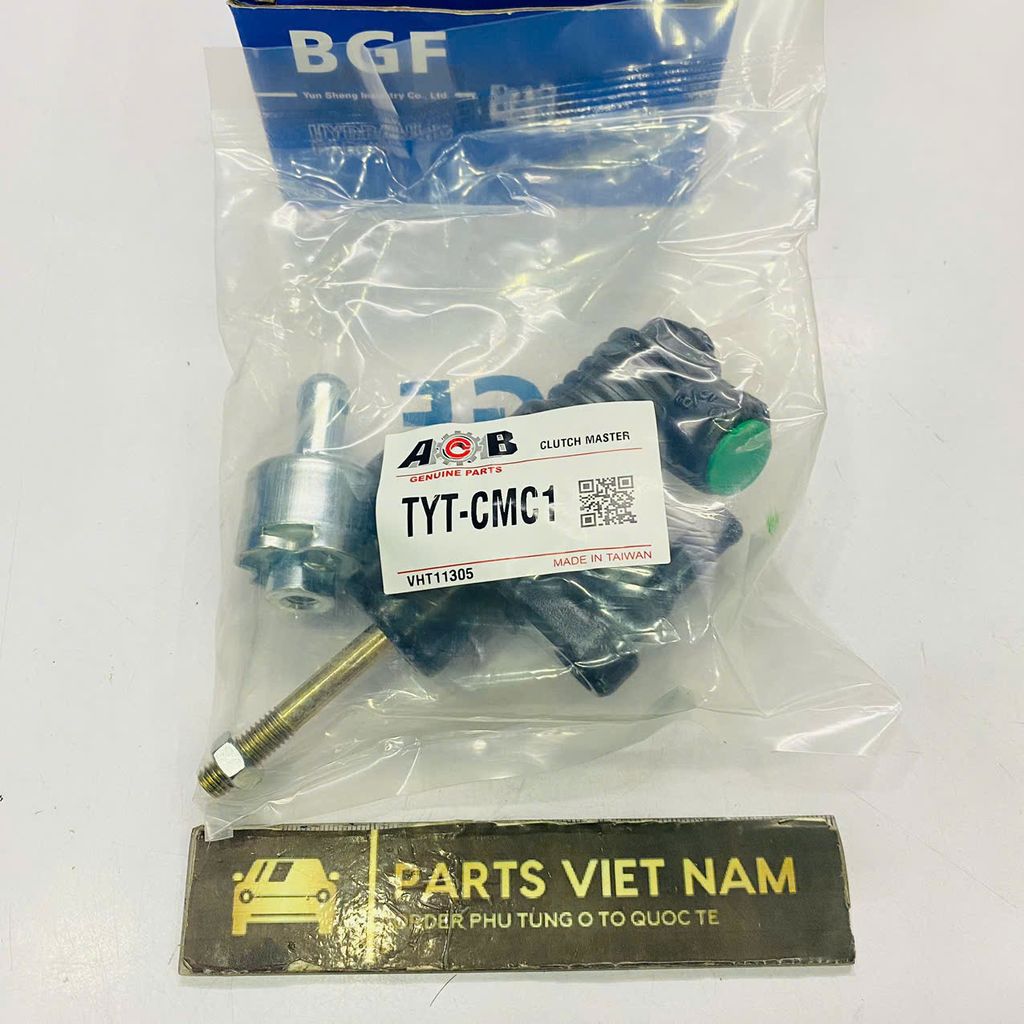 BGF
Yun Sheng Industry Co., Ltd
ACB
CLUTCH MASTER
GENUINE PARTS
TYT-CMC1
MADE IN TAIWAN
VHT11305
PARTS VIET NAM
ORDER PHU TUNG O TO QUOC TE